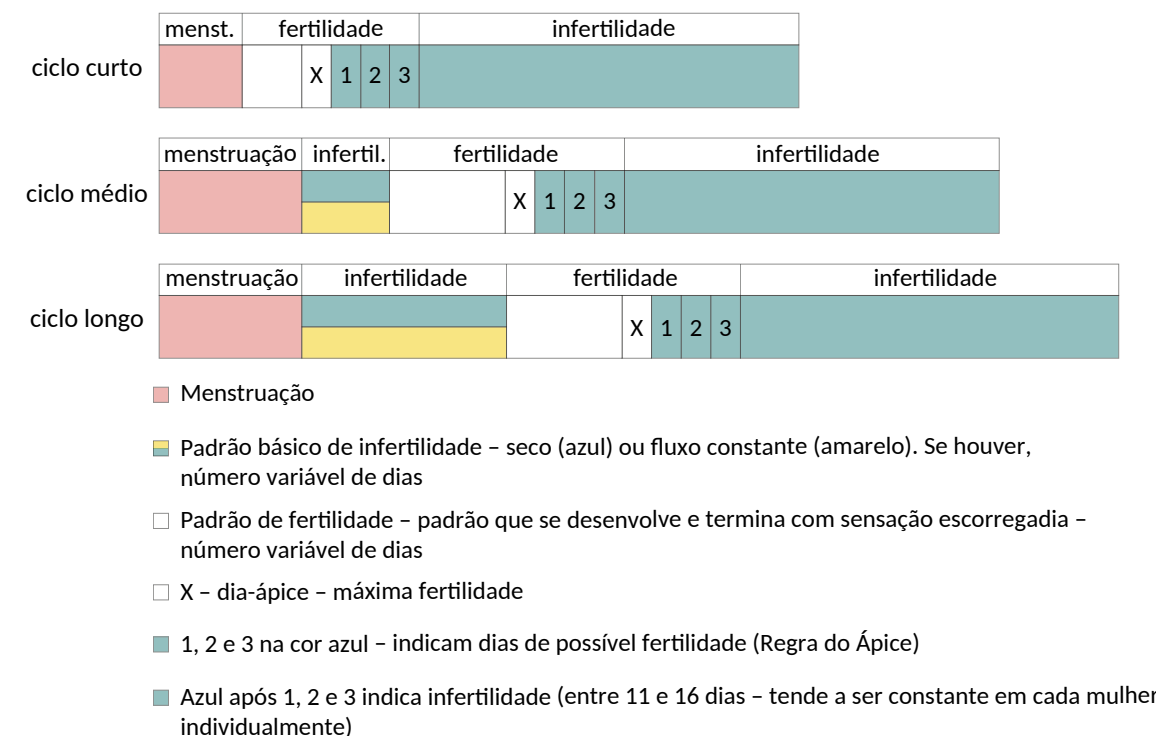 menst. fertilidade infertilidade
ciclo curto X 1 2 3
menstruação infertil. fertilidade infertilidade
ciclo médio X 1 2 3
menstruação infertilidade fertilidade infertilidade
ciclo longo X 1 2 3
Menstruação
Padrão básico de infertilidade – seco (azul) ou fluxo constante (amarelo). Se houver,
número variável de dias
Padrão de fertilidade – padrão que se desenvolve e termina com sensação escorregadia –
número variável de dias
X – dia-ápice – máxima fertilidade
1, 2 e 3 na cor azul – indicam dias de possível fertilidade (Regra do Ápice)
Azul após 1, 2 e 3 indica infertilidade (entre 11 e 16 dias – tende a ser constante em cada mulher
individualmente)